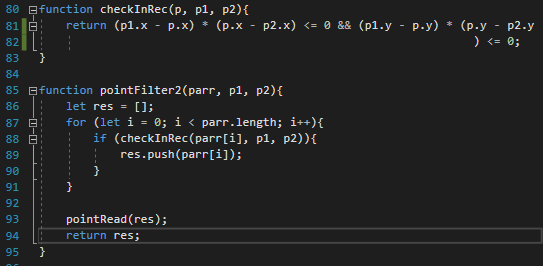 80 function checkInRec(p, p1, p2){
81 return (p1.x - p.x) * (p.x - p2.x) <= 0 && (p1.y - p.y) * (p.y - p2.y
82 ) <= 0;
83 }
84
85 function pointFilter2(parr, p1, p2){
86 let res = [];
87 for (let i = 0; i < parr.length; i++){
88 if (checkInRec(parr[i], p1, p2)){
89 res.push(parr[i]);
90 }
91 }
92
93 pointRead(res);
94 return res;
95 }